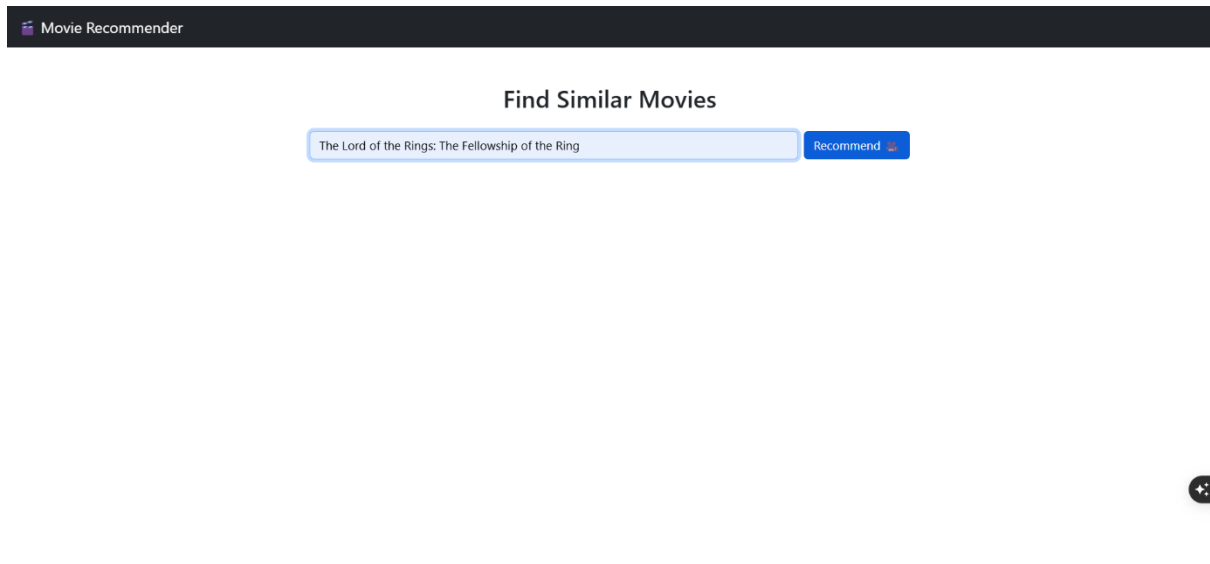 Movie Recommender
Find Similar Movies
The Lord of the Rings: The Fellowship of the Ring
Recommend